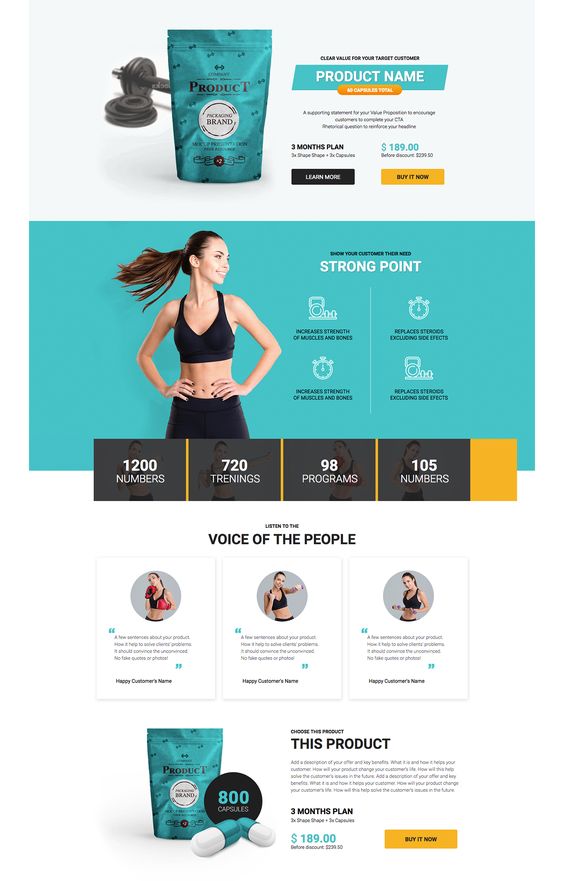 CLEAR VALUE FOR YOUR TARGET CUSTOMER
PRODUCT NAME
60 CAPSULES TOTAL
A supporting statement for your Value Proposition to encourage
customers to complete your CTA
Rhetorical question to reinforce your headline
3 MONTHS PLAN
3x Shape Shape + 3x Capsules
$ 189.00
Before discount: $239.50
LEARN MORE
BUY IT NOW
COMPANY
PRODUCT
PACKAGING
BRAND
MOCKUP PRESENTATION
FREE RESOURCE
SHOW YOUR CUSTOMER THEIR NEED
STRONG POINT
INCREASES STRENGTH
OF MUSCLES AND BONES
REPLACES STEROIDS
EXCLUDING SIDE EFECTS
INCREASES STRENGTH
OF MUSCLES AND BONES
REPLACES STEROIDS
EXCLUDING SIDE EFFECTS
1200
NUMBERS
720
TRENINGS
98
PROGRAMS
105
NUMBERS
LISTEN TO THE
VOICE OF THE PEOPLE
A few sentences about your product.
How it help to solve clients' problems.
It should convince the unconvinced.
No fake quotes or photos!
Happy Customer's Name
A few sentences about your product.
How it help to solve clients' problems.
It should convince the unconvinced.
No fake quotes or photos!
Happy Customer's Name
A few sentences about your product.
How it help to solve clients' problems.
It should convince the unconvinced.
No fake quotes or photos!
Happy Customer's Name
PRODUCT
PACKAGING
BRAND
800
CAPSULES
CHOOSE THIS PRODUCT
THIS PRODUCT
Add a description of your offer and key benefits. What it is and how it helps your
customer. How will your product change your customer's life. How will this help
solve the customer's issues in the future. Add a description of your offer and key
benefits. What it is and how it helps your customer. How will your product change
your customer's life. How will this help solve the customer's issues in the future.
3 MONTHS PLAN
3x Shape Shape + 3x Capsules
$ 189.00
Before discount: $239.50
BUY IT NOW